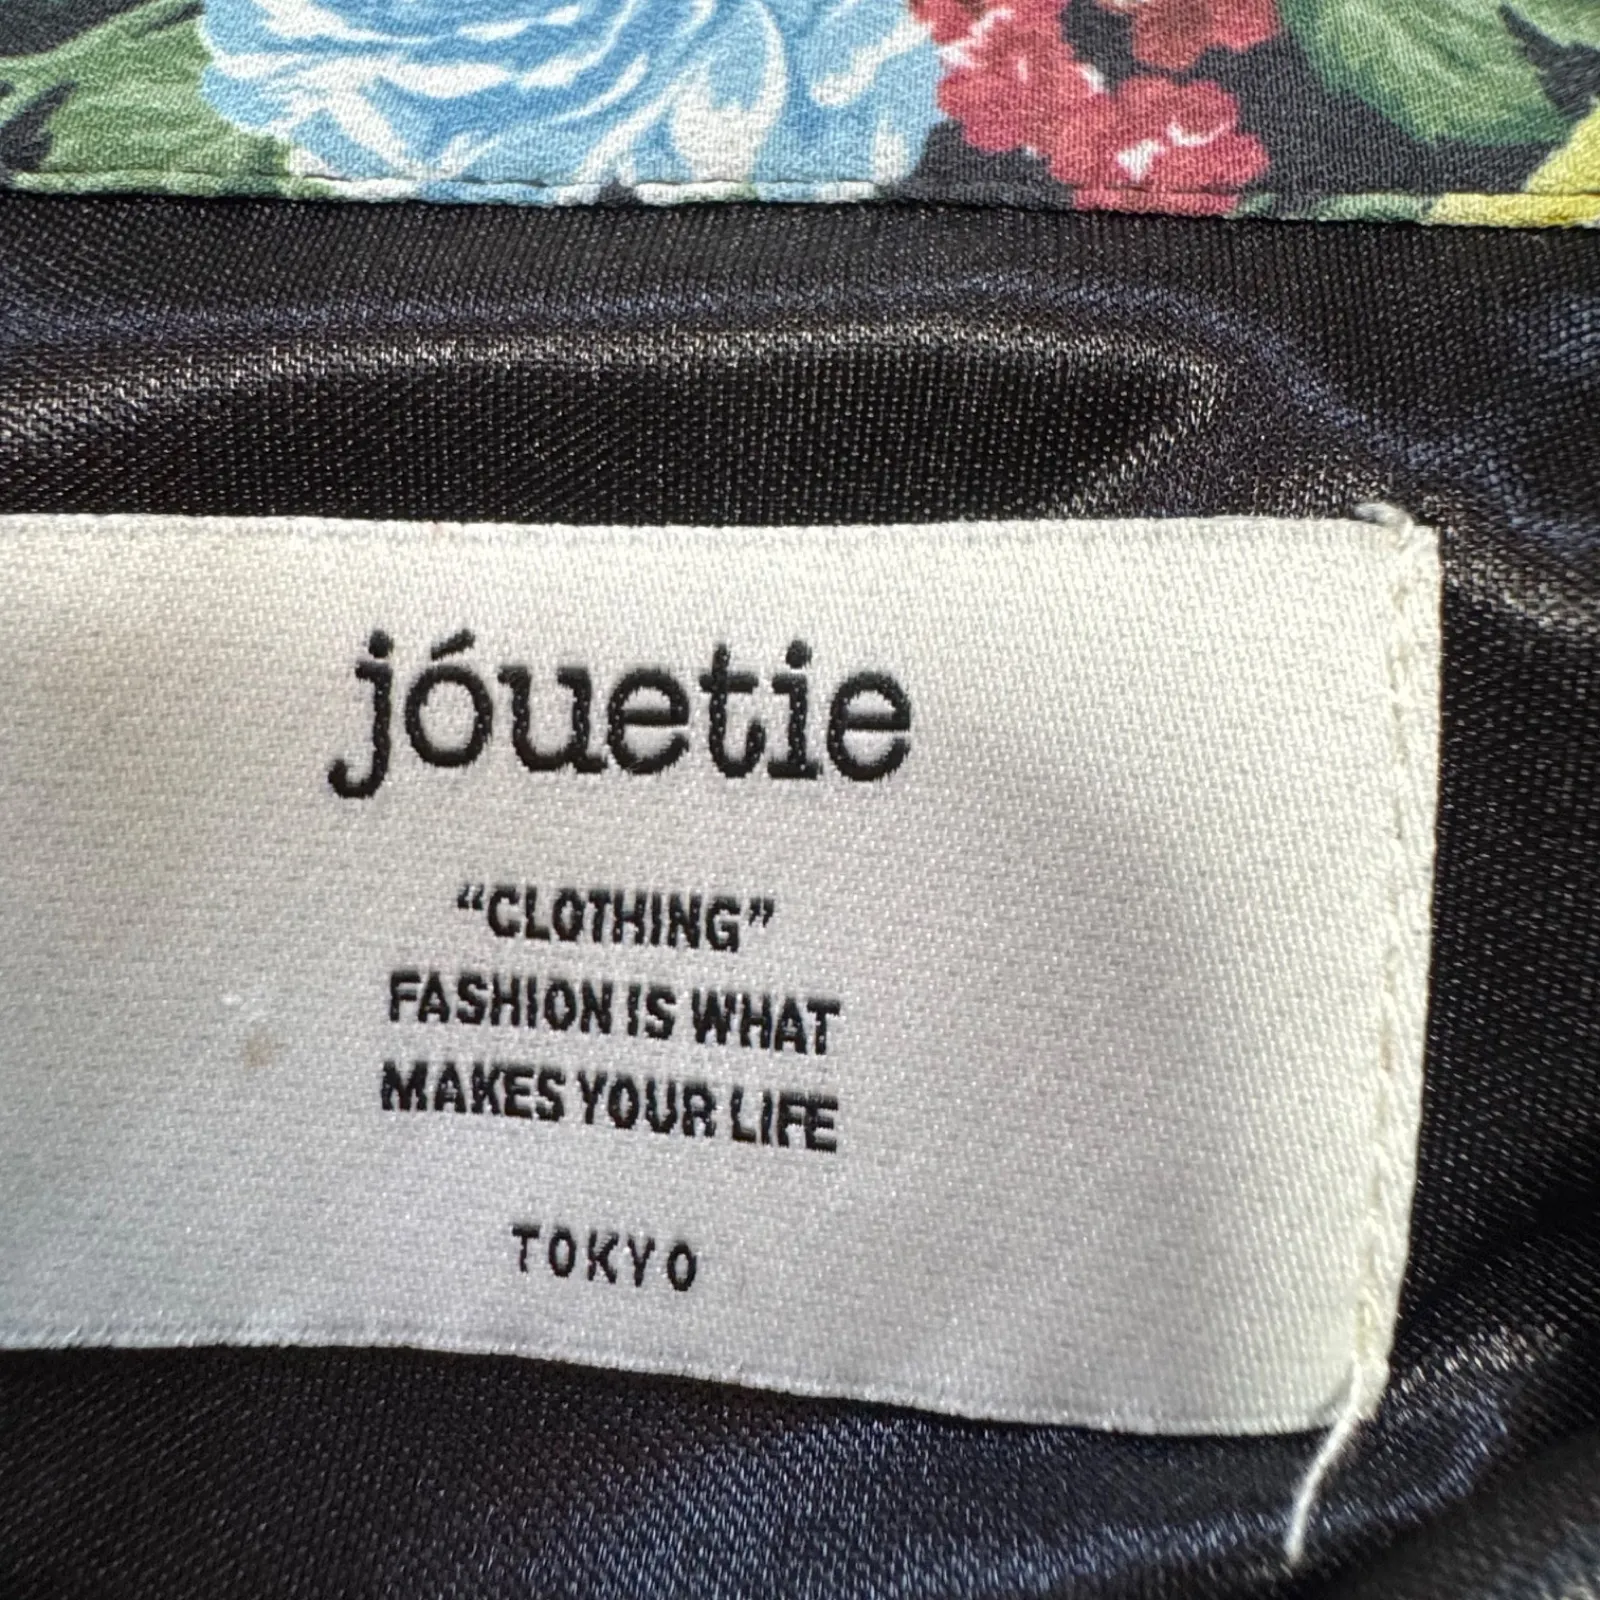 jóuetie
“CLOTHING”
FASHION IS WHAT
MAKES YOUR LIFE
TOKYO